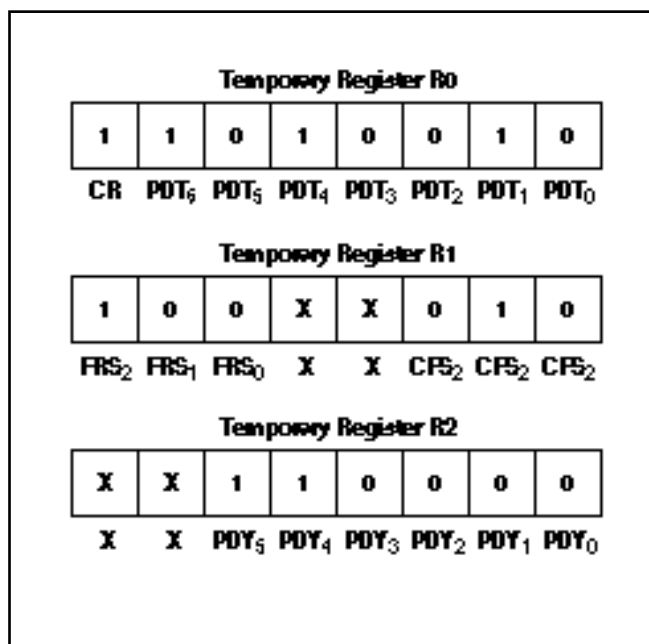 Temporary Register R0
1 1 0 1 0 0 1 0
CR PDT₆ PDT₅ PDT₄ PDT₃ PDT₂ PDT₁ PDT₀
Temporary Register R1
1 0 0 X X 0 1 0
FRS₂ FRS₁ FRS₀ X X CFS₂ CFS₂ CFS₂
Temporary Register R2
X X 1 1 0 0 0 0
X X PDY₅ PDY₄ PDY₃ PDY₂ PDY₁ PDY₀